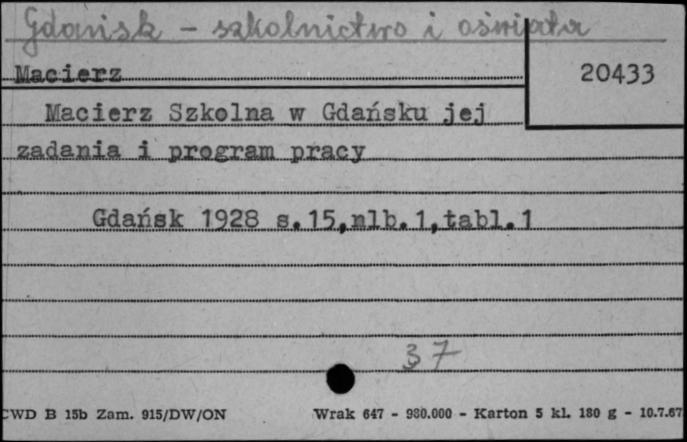 Gdańsk - szkolnictwo i oświata
Macierz
20433
Macierz Szkolna w Gdańsku jej
zadania i program pracy
Gdańsk 1928 s.15,nlb.1,tabl.1
37
CWD B 15b Zam. 915/DW/ON
Wrak 647 - 980.000 - Karton 5 kl. 180 g - 10.7.67